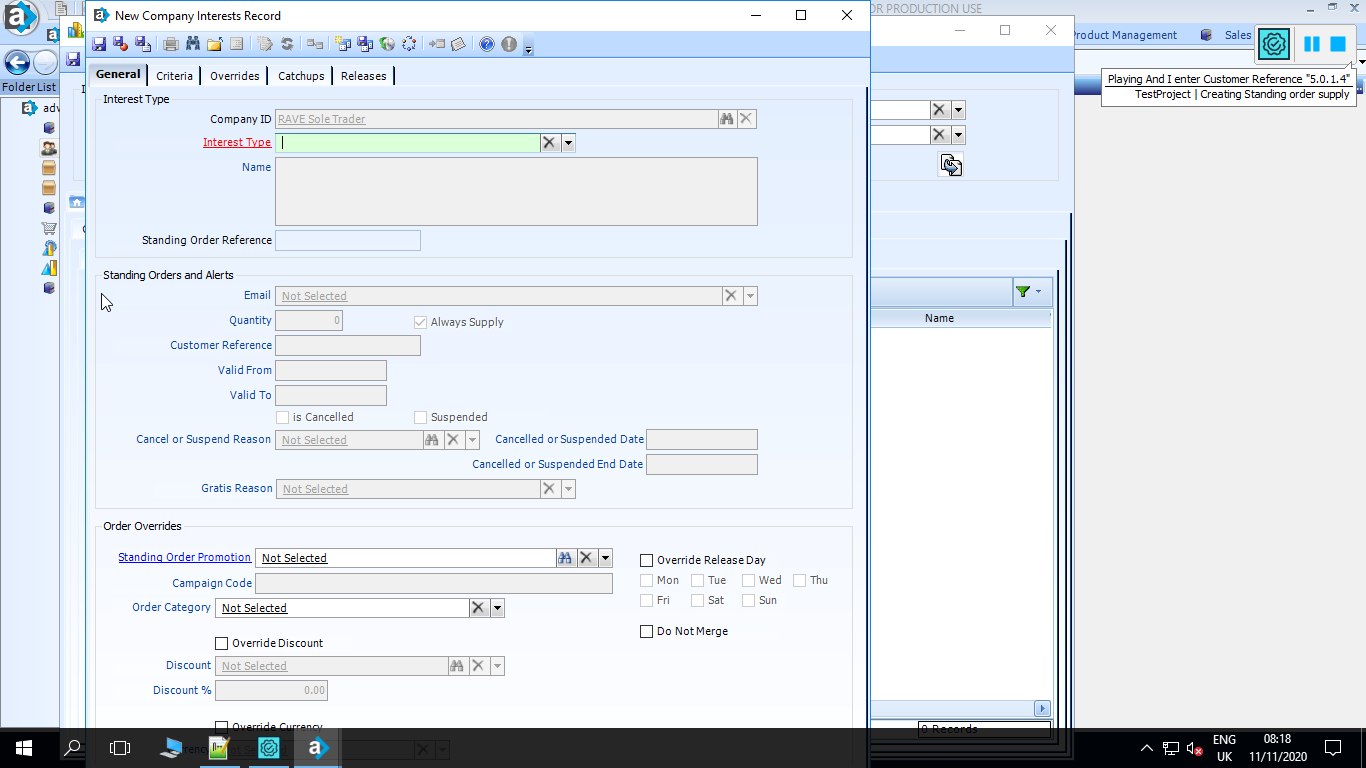 New Company Interests Record
OR PRODUCTION USE
Product Management
Sales
Playing And I enter Customer Reference "5.0.1.4"
TestProject | Creating Standing order supply
Folder List
General
Criteria
Overrides
Catchups
Releases
Interest Type
Company ID
RAVE Sole Trader
Interest Type
Name
Standing Order Reference
Standing Orders and Alerts
Email
Not Selected
Quantity
0
Always Supply
Customer Reference
Valid From
Valid To
is Cancelled
Suspended
Cancel or Suspend Reason
Not Selected
Cancelled or Suspended Date
Cancelled or Suspended End Date
Gratis Reason
Not Selected
Order Overrides
Standing Order Promotion
Not Selected
Override Release Day
Campaign Code
Mon
Tue
Wed
Thu
Order Category
Not Selected
Fri
Sat
Sun
Do Not Merge
Override Discount
Discount
Not Selected
Discount %
0.00
Override Currency
Name
0 Records
ENG
UK
08:18
11/11/2020